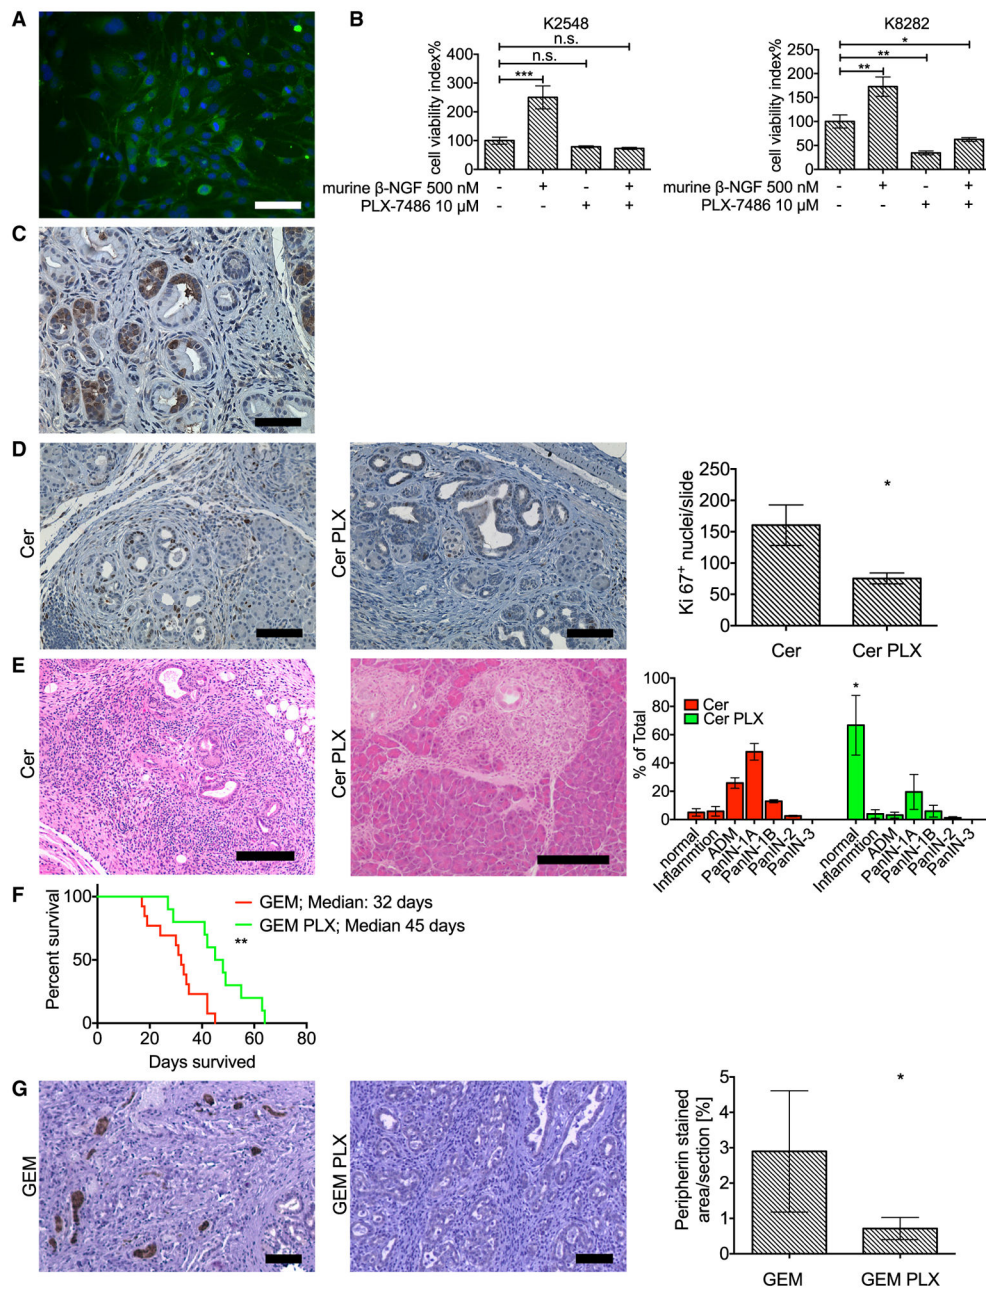 A
B
K2548
n.s.
n.s.
***
400
300
200
100
0
cell viability index%
murine β-NGF 500 nM - + - +
PLX-7486 10 µM - - + +
K8282
*
**
**
250
200
150
100
50
0
cell viability index%
murine β-NGF 500 nM - + - +
PLX-7486 10 µM - - + +
C
D
Cer
Cer PLX
Ki 67+ nuclei/slide
250
200
150
100
50
0
*
Cer
Cer PLX
E
Cer
Cer PLX
% of Total
100
80
60
40
20
0
Cer
Cer PLX
*
normal
Inflammtion
ADM
PanIN-1A
PanIN-1B
PanIN-2
PanIN-3
normal
Inflammtion
ADM
PanIN-1A
PanIN-1B
PanIN-2
PanIN-3
F
Percent survival
100
50
0
0 20 40 60 80
Days survived
GEM; Median: 32 days
GEM PLX; Median 45 days
**
G
GEM
GEM PLX
Peripherin stained
area/section [%]
5
4
3
2
1
0
*
GEM
GEM PLX